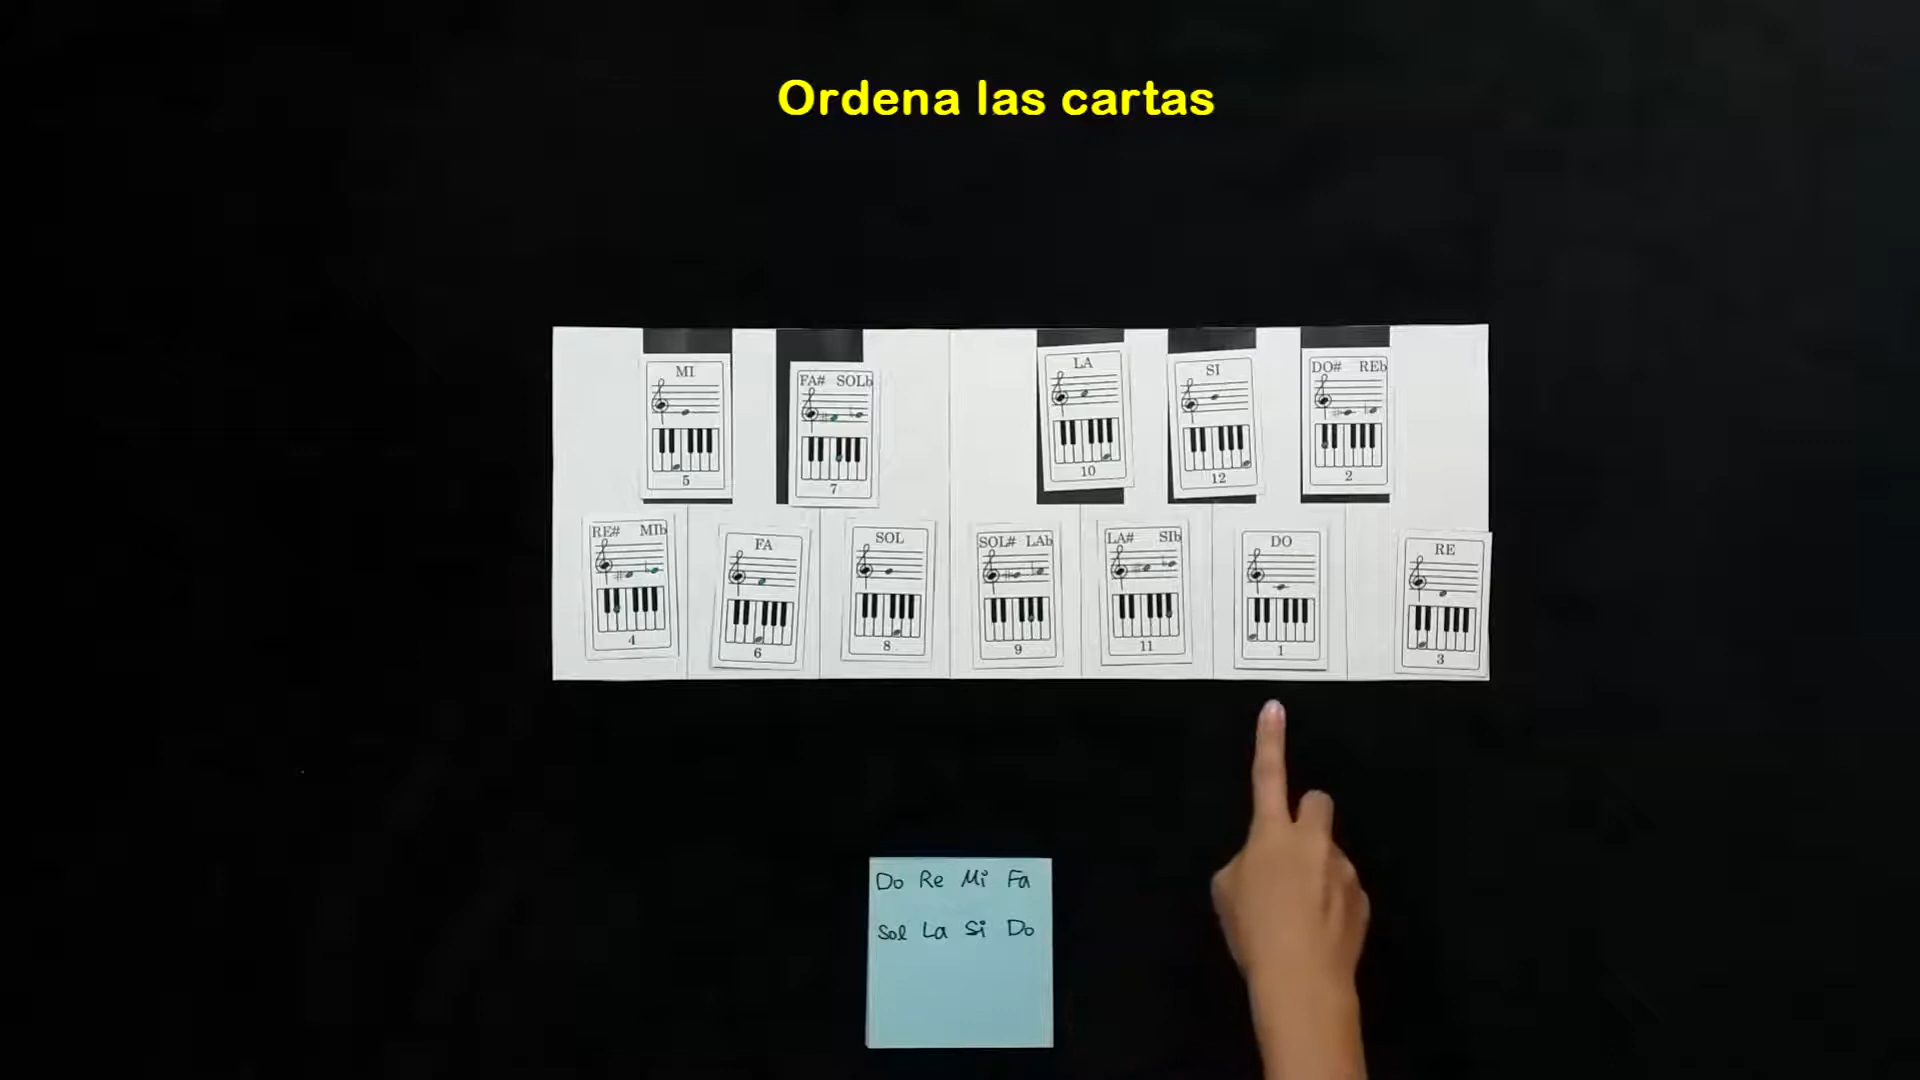 Ordena las cartas
MI
5
FA# SOLb
7
LA
10
SI
12
DO# REb
2
RE# MIb
4
FA
6
SOL
8
SOL# LAb
9
LA# SIb
11
DO
1
RE
3
Do Re Mi Fa
Sol La Si Do